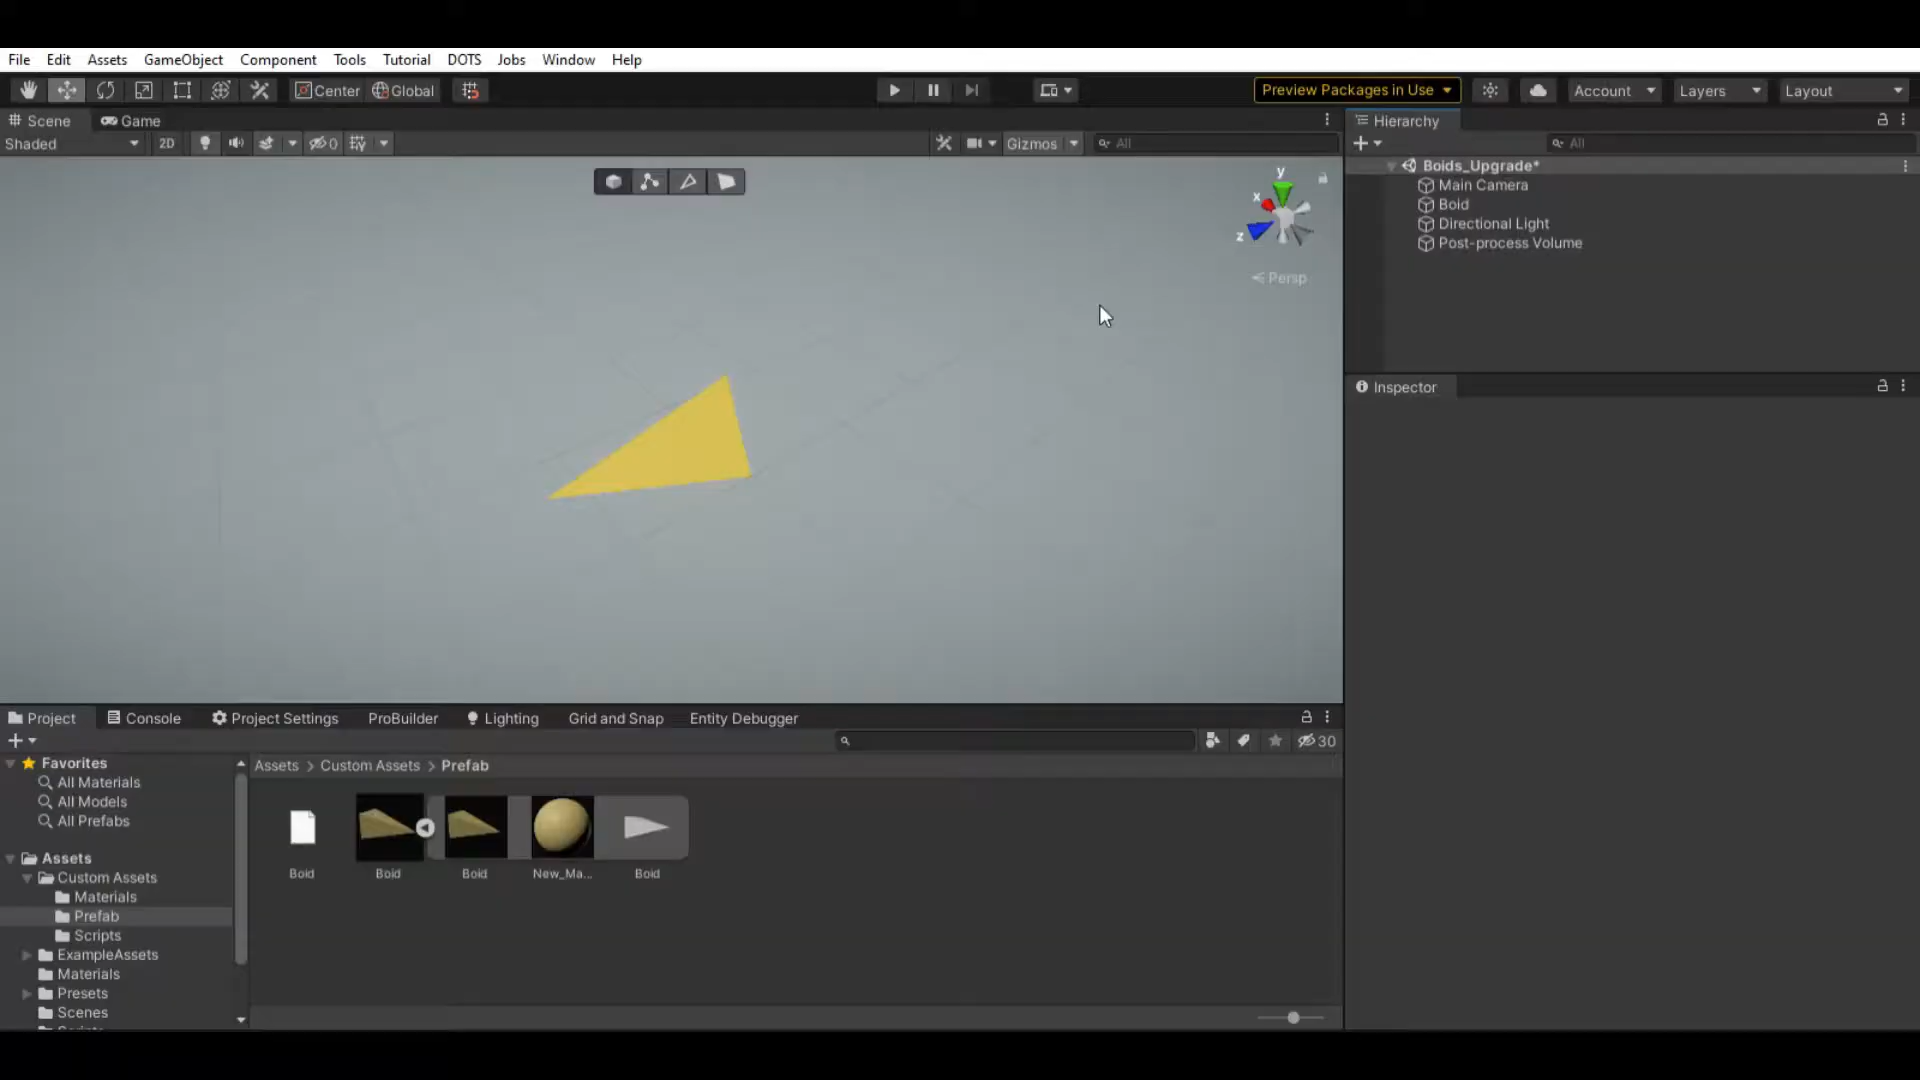 File Edit Assets GameObject Component Tools Tutorial DOTS Jobs Window Help
Center Global Preview Packages in Use Account Layers Layout
Scene Game
Shaded 2D 0 Gizmos All
y
x
z
Persp
Hierarchy
All
Boids_Upgrade*
Main Camera
Boid
Directional Light
Post-process Volume
Inspector
Project Console Project Settings ProBuilder Lighting Grid and Snap Entity Debugger
30
Favorites
All Materials
All Models
All Prefabs
Assets
Custom Assets
Materials
Prefab
Scripts
ExampleAssets
Materials
Presets
Scenes
Assets > Custom Assets > Prefab
Boid Boid Boid New_Ma... Boid